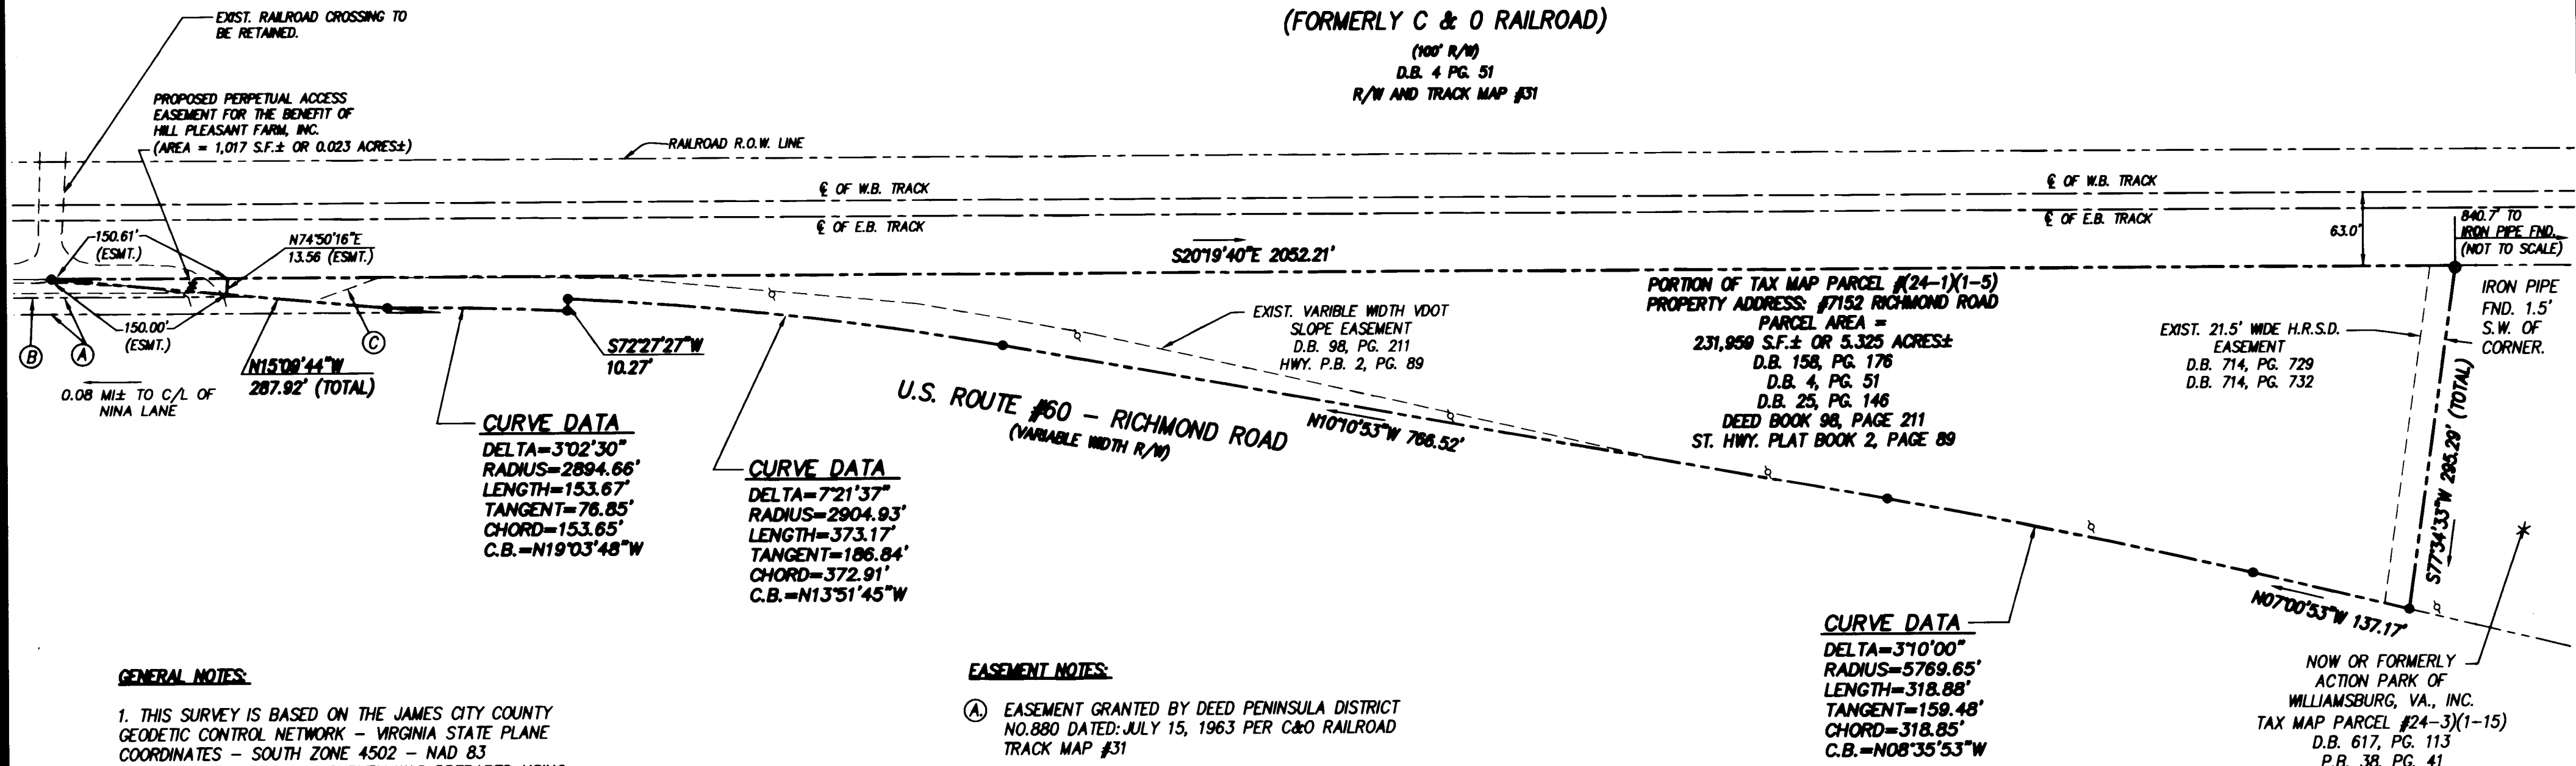 (FORMERLY C & O RAILROAD)
(100' R/W)
D.B. 4 PG. 51
R/W AND TRACK MAP #31
EXIST. RAILROAD CROSSING TO
BE RETAINED.
PROPOSED PERPETUAL ACCESS
EASEMENT FOR THE BENEFIT OF
HILL PLEASANT FARM, INC.
(AREA = 1,017 S.F.± OR 0.023 ACRES±)
RAILROAD R.O.W. LINE
℄ OF W.B. TRACK
℄ OF W.B. TRACK
℄ OF E.B. TRACK
℄ OF E.B. TRACK
150.61'
(ESMT.)
N74°50'16"E
13.56 (ESMT.)
S20°19'40"E 2052.21'
63.0'
840.7' TO
IRON PIPE FND.
(NOT TO SCALE)
IRON PIPE
FND. 1.5'
S.W. OF
CORNER.
150.00'
(ESMT.)
B
A
C
0.08 MI± TO C/L OF
NINA LANE
N15°09'44"W
287.92' (TOTAL)
S72°27'27"W
10.27'
EXIST. VARIBLE WIDTH VDOT
SLOPE EASEMENT
D.B. 98, PG. 211
HWY. P.B. 2, PG. 89
PORTION OF TAX MAP PARCEL #(24-1)(1-5)
PROPERTY ADDRESS: #7152 RICHMOND ROAD
PARCEL AREA =
231,959 S.F.± OR 5.325 ACRES±
D.B. 158, PG. 176
D.B. 4, PG. 51
D.B. 25, PG. 146
DEED BOOK 98, PAGE 211
ST. HWY. PLAT BOOK 2, PAGE 89
EXIST. 21.5' WIDE H.R.S.D.
EASEMENT
D.B. 714, PG. 729
D.B. 714, PG. 732
S77°34'33"W 295.29' (TOTAL)
U.S. ROUTE #60 - RICHMOND ROAD
(VARIABLE WIDTH R/W)
N10°10'53"W 766.52'
CURVE DATA
DELTA=3°02'30"
RADIUS=2894.66'
LENGTH=153.67'
TANGENT=76.85'
CHORD=153.65'
C.B.=N19°03'48"W
CURVE DATA
DELTA=7°21'37"
RADIUS=2904.93'
LENGTH=373.17'
TANGENT=186.84'
CHORD=372.91'
C.B.=N13°51'45"W
N07°00'53"W 137.17'
CURVE DATA
DELTA=3°10'00"
RADIUS=5769.65'
LENGTH=318.88'
TANGENT=159.48'
CHORD=318.85'
C.B.=N08°35'53"W
NOW OR FORMERLY
ACTION PARK OF
WILLIAMSBURG, VA., INC.
TAX MAP PARCEL #24-3)(1-15)
D.B. 617, PG. 113
P.B. 38, PG. 41
GENERAL NOTES:
1. THIS SURVEY IS BASED ON THE JAMES CITY COUNTY
GEODETIC CONTROL NETWORK - VIRGINIA STATE PLANE
COORDINATES - SOUTH ZONE 4502 - NAD 83
EASEMENT NOTES:
A. EASEMENT GRANTED BY DEED PENINSULA DISTRICT
NO.880 DATED: JULY 15, 1963 PER C&O RAILROAD
TRACK MAP #31